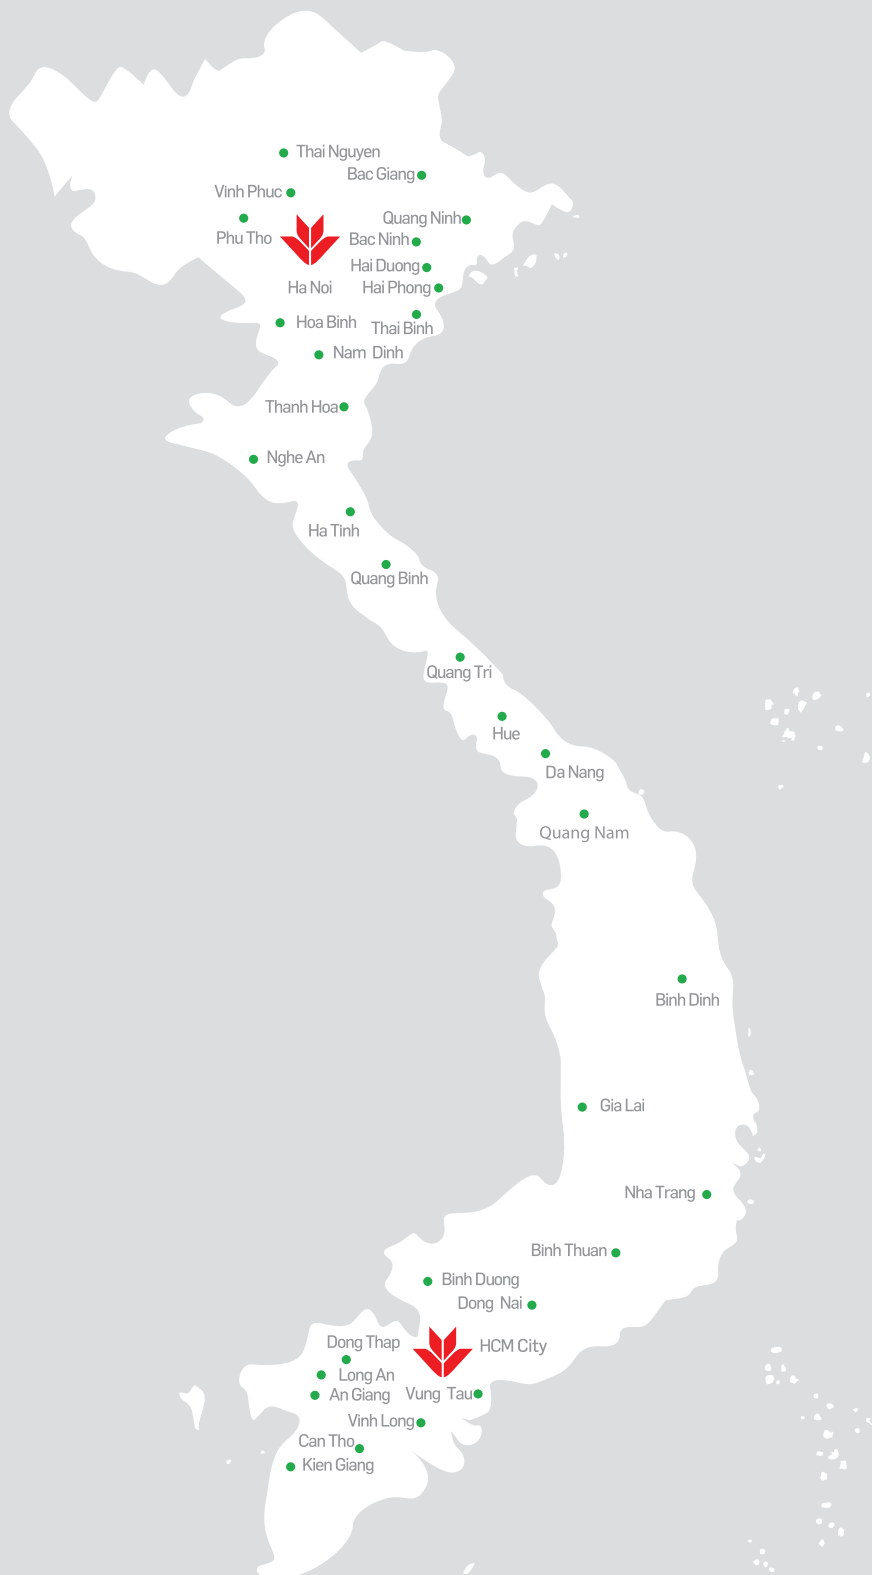 Thai Nguyen
Bac Giang
Vinh Phuc
Quang Ninh
Phu Tho
Bac Ninh
Hai Duong
Ha Noi
Hai Phong
Hoa Binh
Thai Binh
Nam Dinh
Thanh Hoa
Nghe An
Ha Tinh
Quang Binh
Quang Tri
Hue
Da Nang
Quang Nam
Binh Dinh
Gia Lai
Nha Trang
Binh Thuan
Binh Duong
Dong Nai
Dong Thap
HCM City
Long An
An Giang
Vung Tau
Vinh Long
Can Tho
Kien Giang